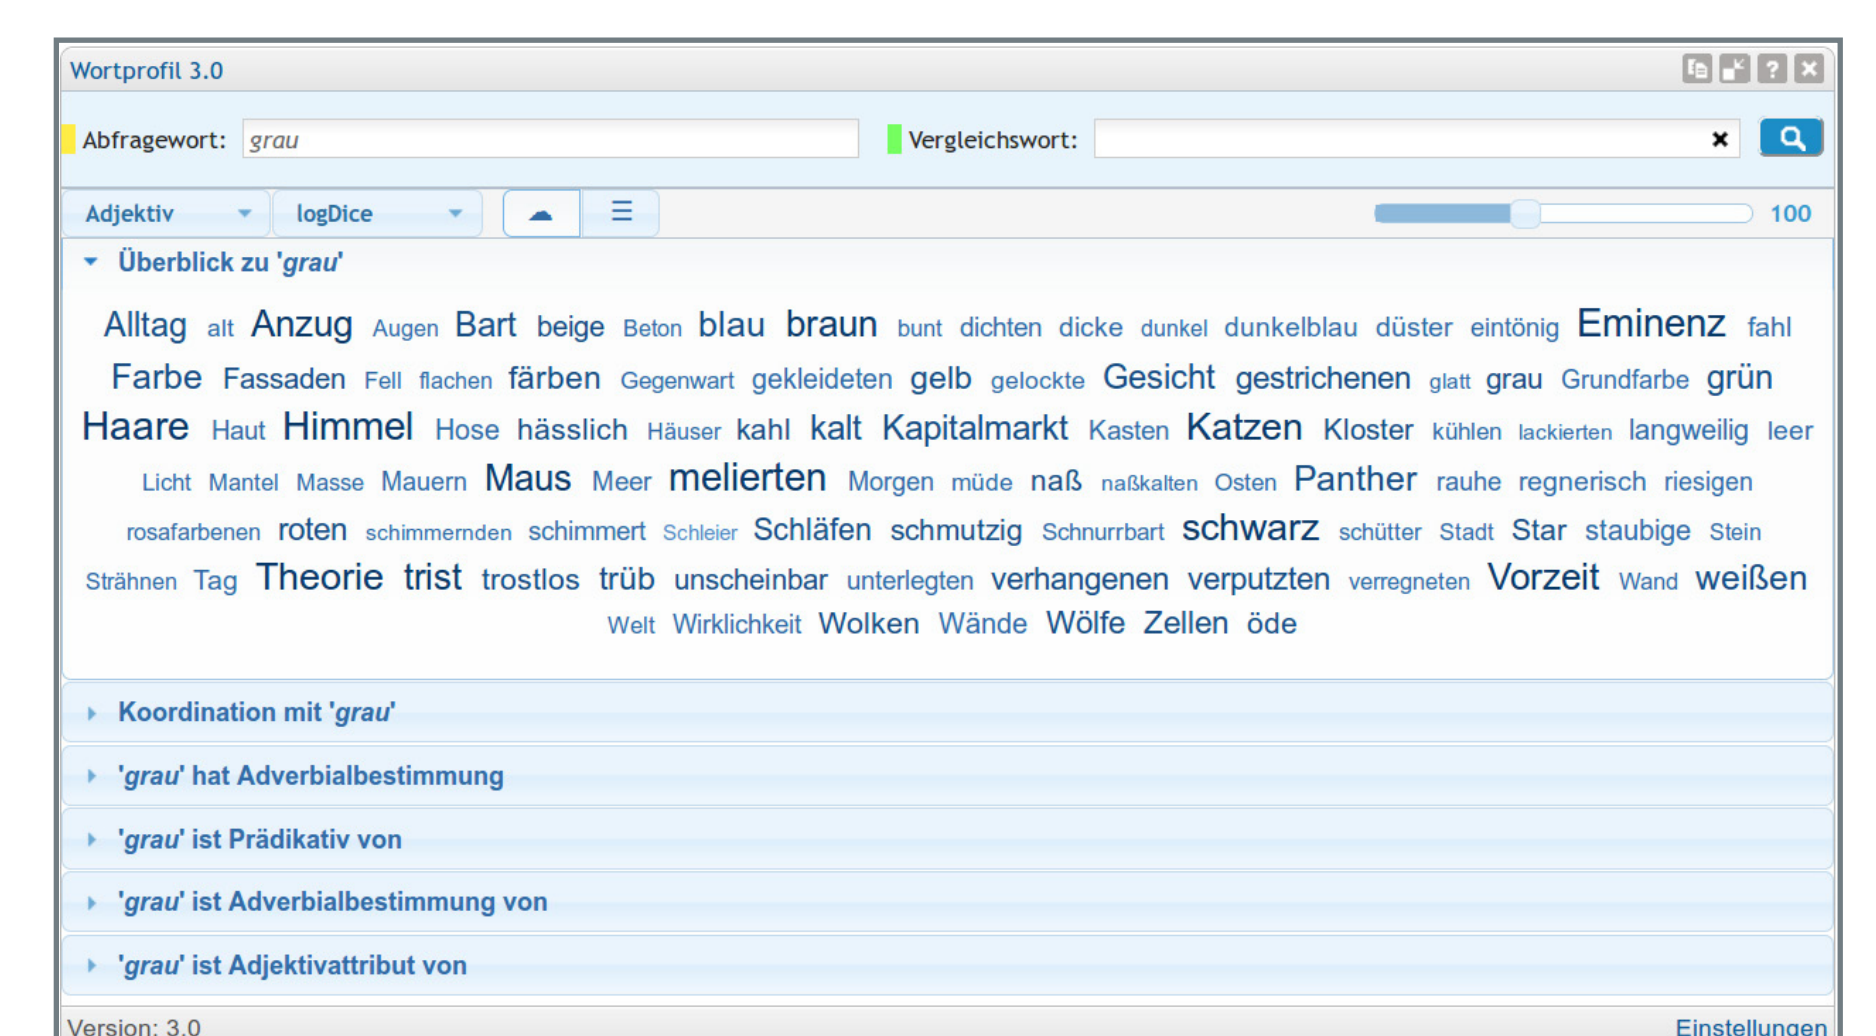 Wortprofil 3.0
Abfragewort: grau Vergleichswort:
Adjektiv logDice 100
Überblick zu 'grau'
Alltag alt Anzug Augen Bart beige Beton blau braun bunt dichten dicke dunkel dunkelblau düster eintönig Eminenz fahl
Farbe Fassaden Fell flachen färben Gegenwart gekleideten gelb gelockte Gesicht gestrichenen glatt grau Grundfarbe grün
Haare Haut Himmel Hose hässlich Häuser kahl kalt Kapitalmarkt Kasten Katzen Kloster kühlen lackierten langweilig leer
Licht Mantel Masse Mauern Maus Meer melierten Morgen müde naß naßkalten Osten Panther rauhe regnerisch riesigen
rosafarbenen roten schimmernden schimmert Schleier Schläfen schmutzig Schnurrbart schwarz schütter Stadt Star staubige Stein
Strähnen Tag Theorie trist trostlos trüb unscheinbar unterlegten verhangenen verputzten verregneten Vorzeit Wand weißen
Welt Wirklichkeit Wolken Wände Wölfe Zellen öde
Koordination mit 'grau'
'grau' hat Adverbialbestimmung
'grau' ist Prädikativ von
'grau' ist Adverbialbestimmung von
'grau' ist Adjektivattribut von
Version: 3.0 Einstellungen